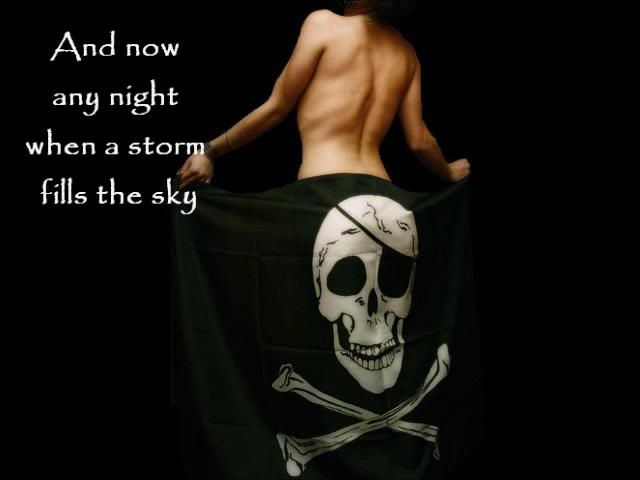 And now
any night
when a storm
fills the sky